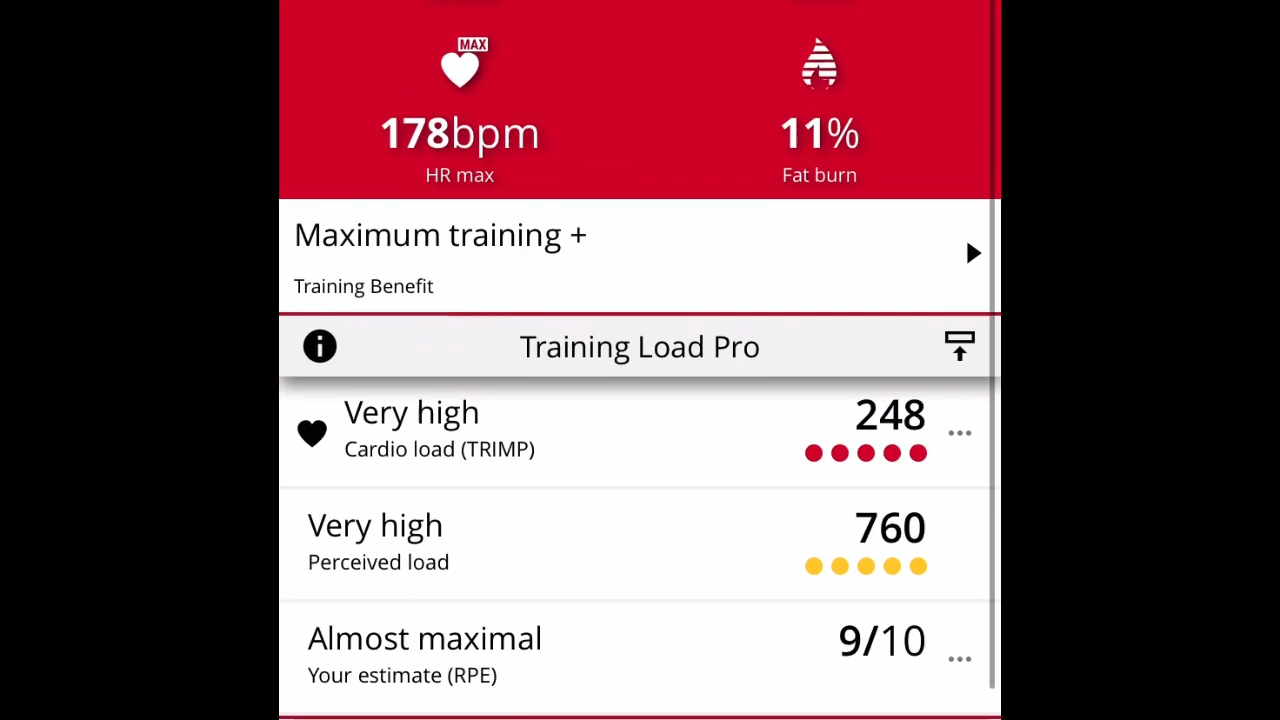 MAX
178bpm
11%
HR max
Fat burn
Maximum training +
Training Benefit
Training Load Pro
Very high
248
Cardio load (TRIMP)
Very high
760
Perceived load
Almost maximal
9/10
Your estimate (RPE)